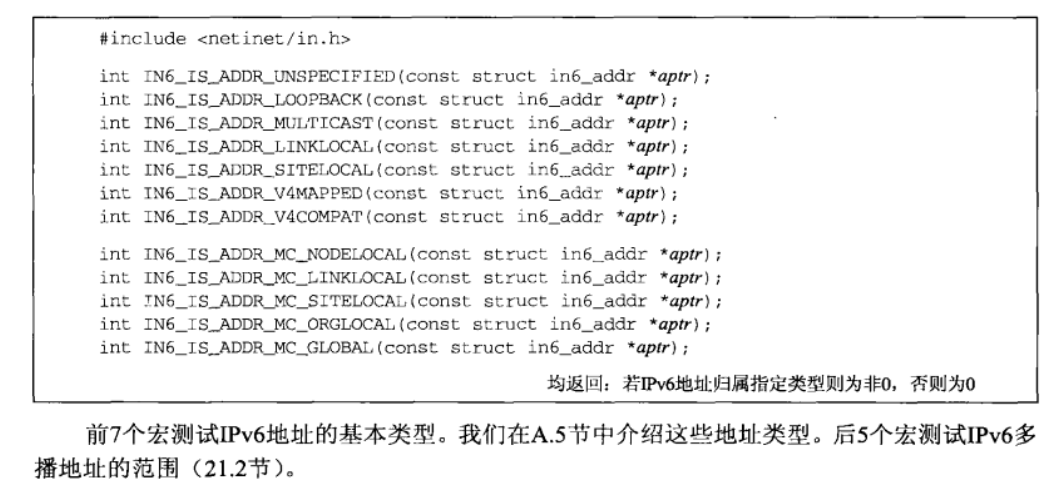 #include <netinet/in.h>
int IN6_IS_ADDR_UNSPECIFIED(const struct in6_addr *aptr);
int IN6_IS_ADDR_LOOPBACK(const struct in6_addr *aptr);
int IN6_IS_ADDR_MULTICAST(const struct in6_addr *aptr);
int IN6_IS_ADDR_LINKLOCAL(const struct in6_addr *aptr);
int IN6_IS_ADDR_SITELOCAL(const struct in6_addr *aptr);
int IN6_IS_ADDR_V4MAPPED(const struct in6_addr *aptr);
int IN6_IS_ADDR_V4COMPAT(const struct in6_addr *aptr);
int IN6_IS_ADDR_MC_NODELOCAL(const struct in6_addr *aptr);
int IN6_IS_ADDR_MC_LINKLOCAL(const struct in6_addr *aptr);
int IN6_IS_ADDR_MC_SITELOCAL(const struct in6_addr *aptr);
int IN6_IS_ADDR_MC_ORGLOCAL(const struct in6_addr *aptr);
int IN6_IS_ADDR_MC_GLOBAL(const struct in6_addr *aptr);
均返回：若IPv6地址归属指定类型则为非0，否则为0
前7个宏测试IPv6地址的基本类型。我们在A.5节中介绍这些地址类型。后5个宏测试IPv6多
播地址的范围（21.2节）。